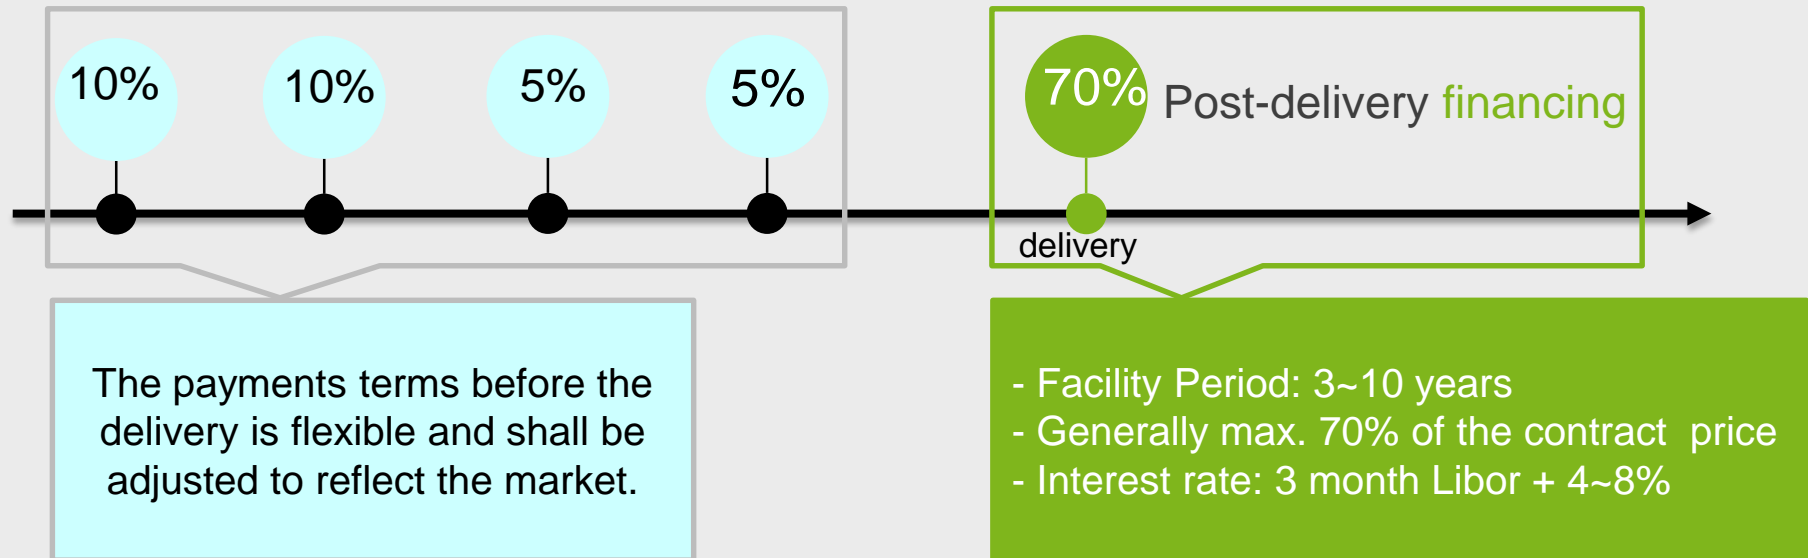 10%
10%
5%
5%
70%
Post-delivery financing
delivery
The payments terms before the
delivery is flexible and shall be
adjusted to reflect the market.
- Facility Period: 3~10 years
- Generally max. 70% of the contract  price
- Interest rate: 3 month Libor + 4~8%